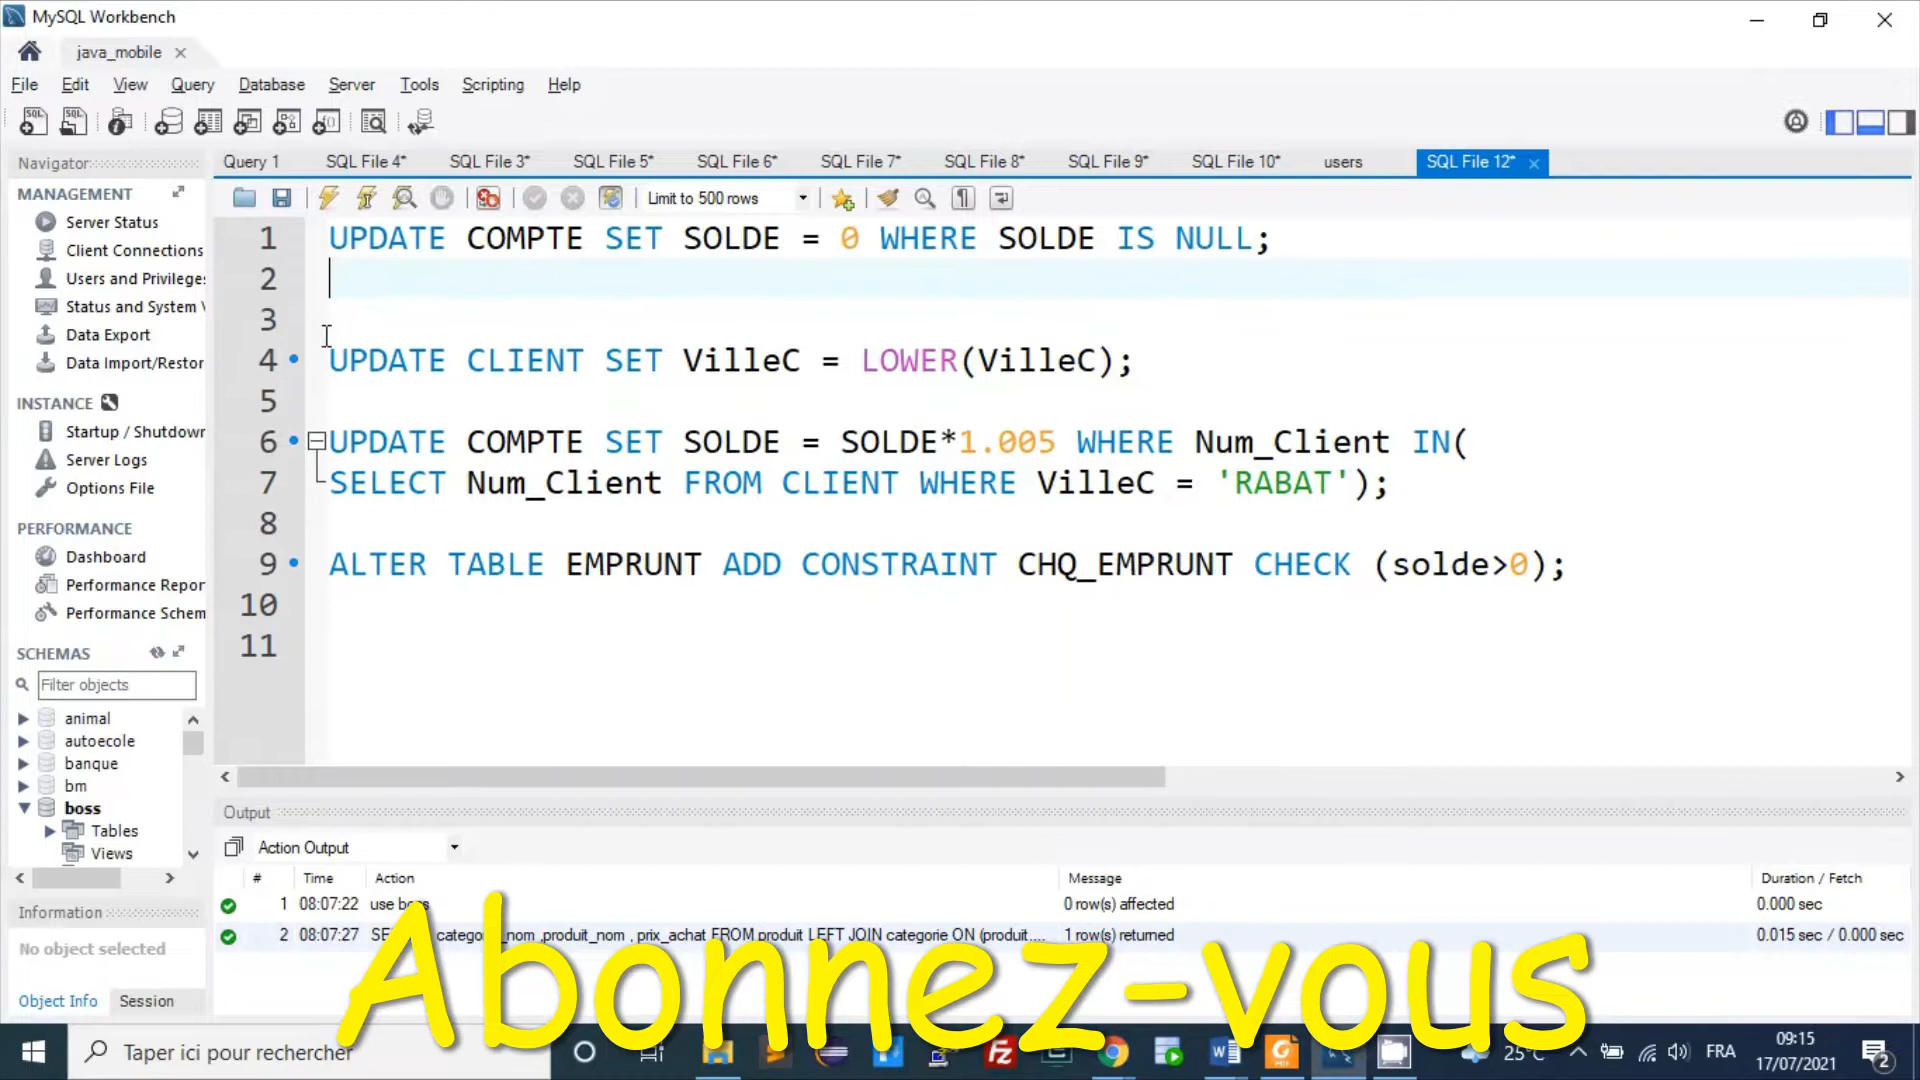 MySQL Workbench
java_mobile
File Edit View Query Database Server Tools Scripting Help
Navigator
Query 1 SQL File 4* SQL File 3* SQL File 5* SQL File 6* SQL File 7* SQL File 8* SQL File 9* SQL File 10* users SQL File 12*
MANAGEMENT
Server Status
Client Connections
Users and Privilege
Status and System V
Data Export
Data Import/Restor
INSTANCE
Startup / Shutdown
Server Logs
Options File
PERFORMANCE
Dashboard
Performance Repor
Performance Schem
SCHEMAS
Filter objects
animal
autoecole
banque
bm
boss
Tables
Views
Information
No object selected
Object Info Session
Limit to 500 rows
1 UPDATE COMPTE SET SOLDE = 0 WHERE SOLDE IS NULL;
2
3
4 UPDATE CLIENT SET VilleC = LOWER(VilleC);
5
6 UPDATE COMPTE SET SOLDE = SOLDE*1.005 WHERE Num_Client IN(
7 SELECT Num_Client FROM CLIENT WHERE VilleC = 'RABAT');
8
9 ALTER TABLE EMPRUNT ADD CONSTRAINT CHQ_EMPRUNT CHECK (solde>0);
10
11
Output
Action Output
# Time Action Message Duration / Fetch
1 08:07:22 use boss 0 row(s) affected 0.000 sec
2 08:07:27 categorie_nom ,produit_nom , prix_achat FROM produit LEFT JOIN categorie ON (produit.... 1 row(s) returned 0.015 sec / 0.000 sec
Abonnez-vous
Taper ici pour rechercher
25°C FRA 09:15
17/07/2021
2